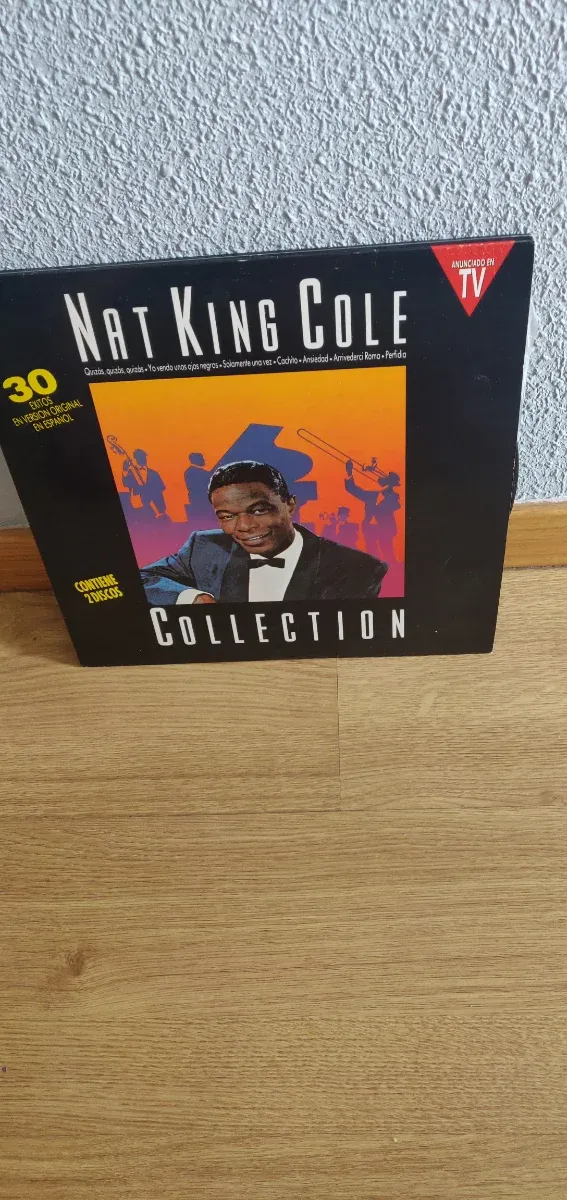 ANUNCIADO EN
TV
NAT KING COLE
Quizás, quizás, quizás • Yo vendo unos ojos negros • Solamente una vez • Cachito • Ansiedad • Arrivederci Roma • Perfidia
30
EXITOS
EN VERSION ORIGINAL
EN ESPAÑOL
CONTIENE
2 DISCOS
COLLECTION